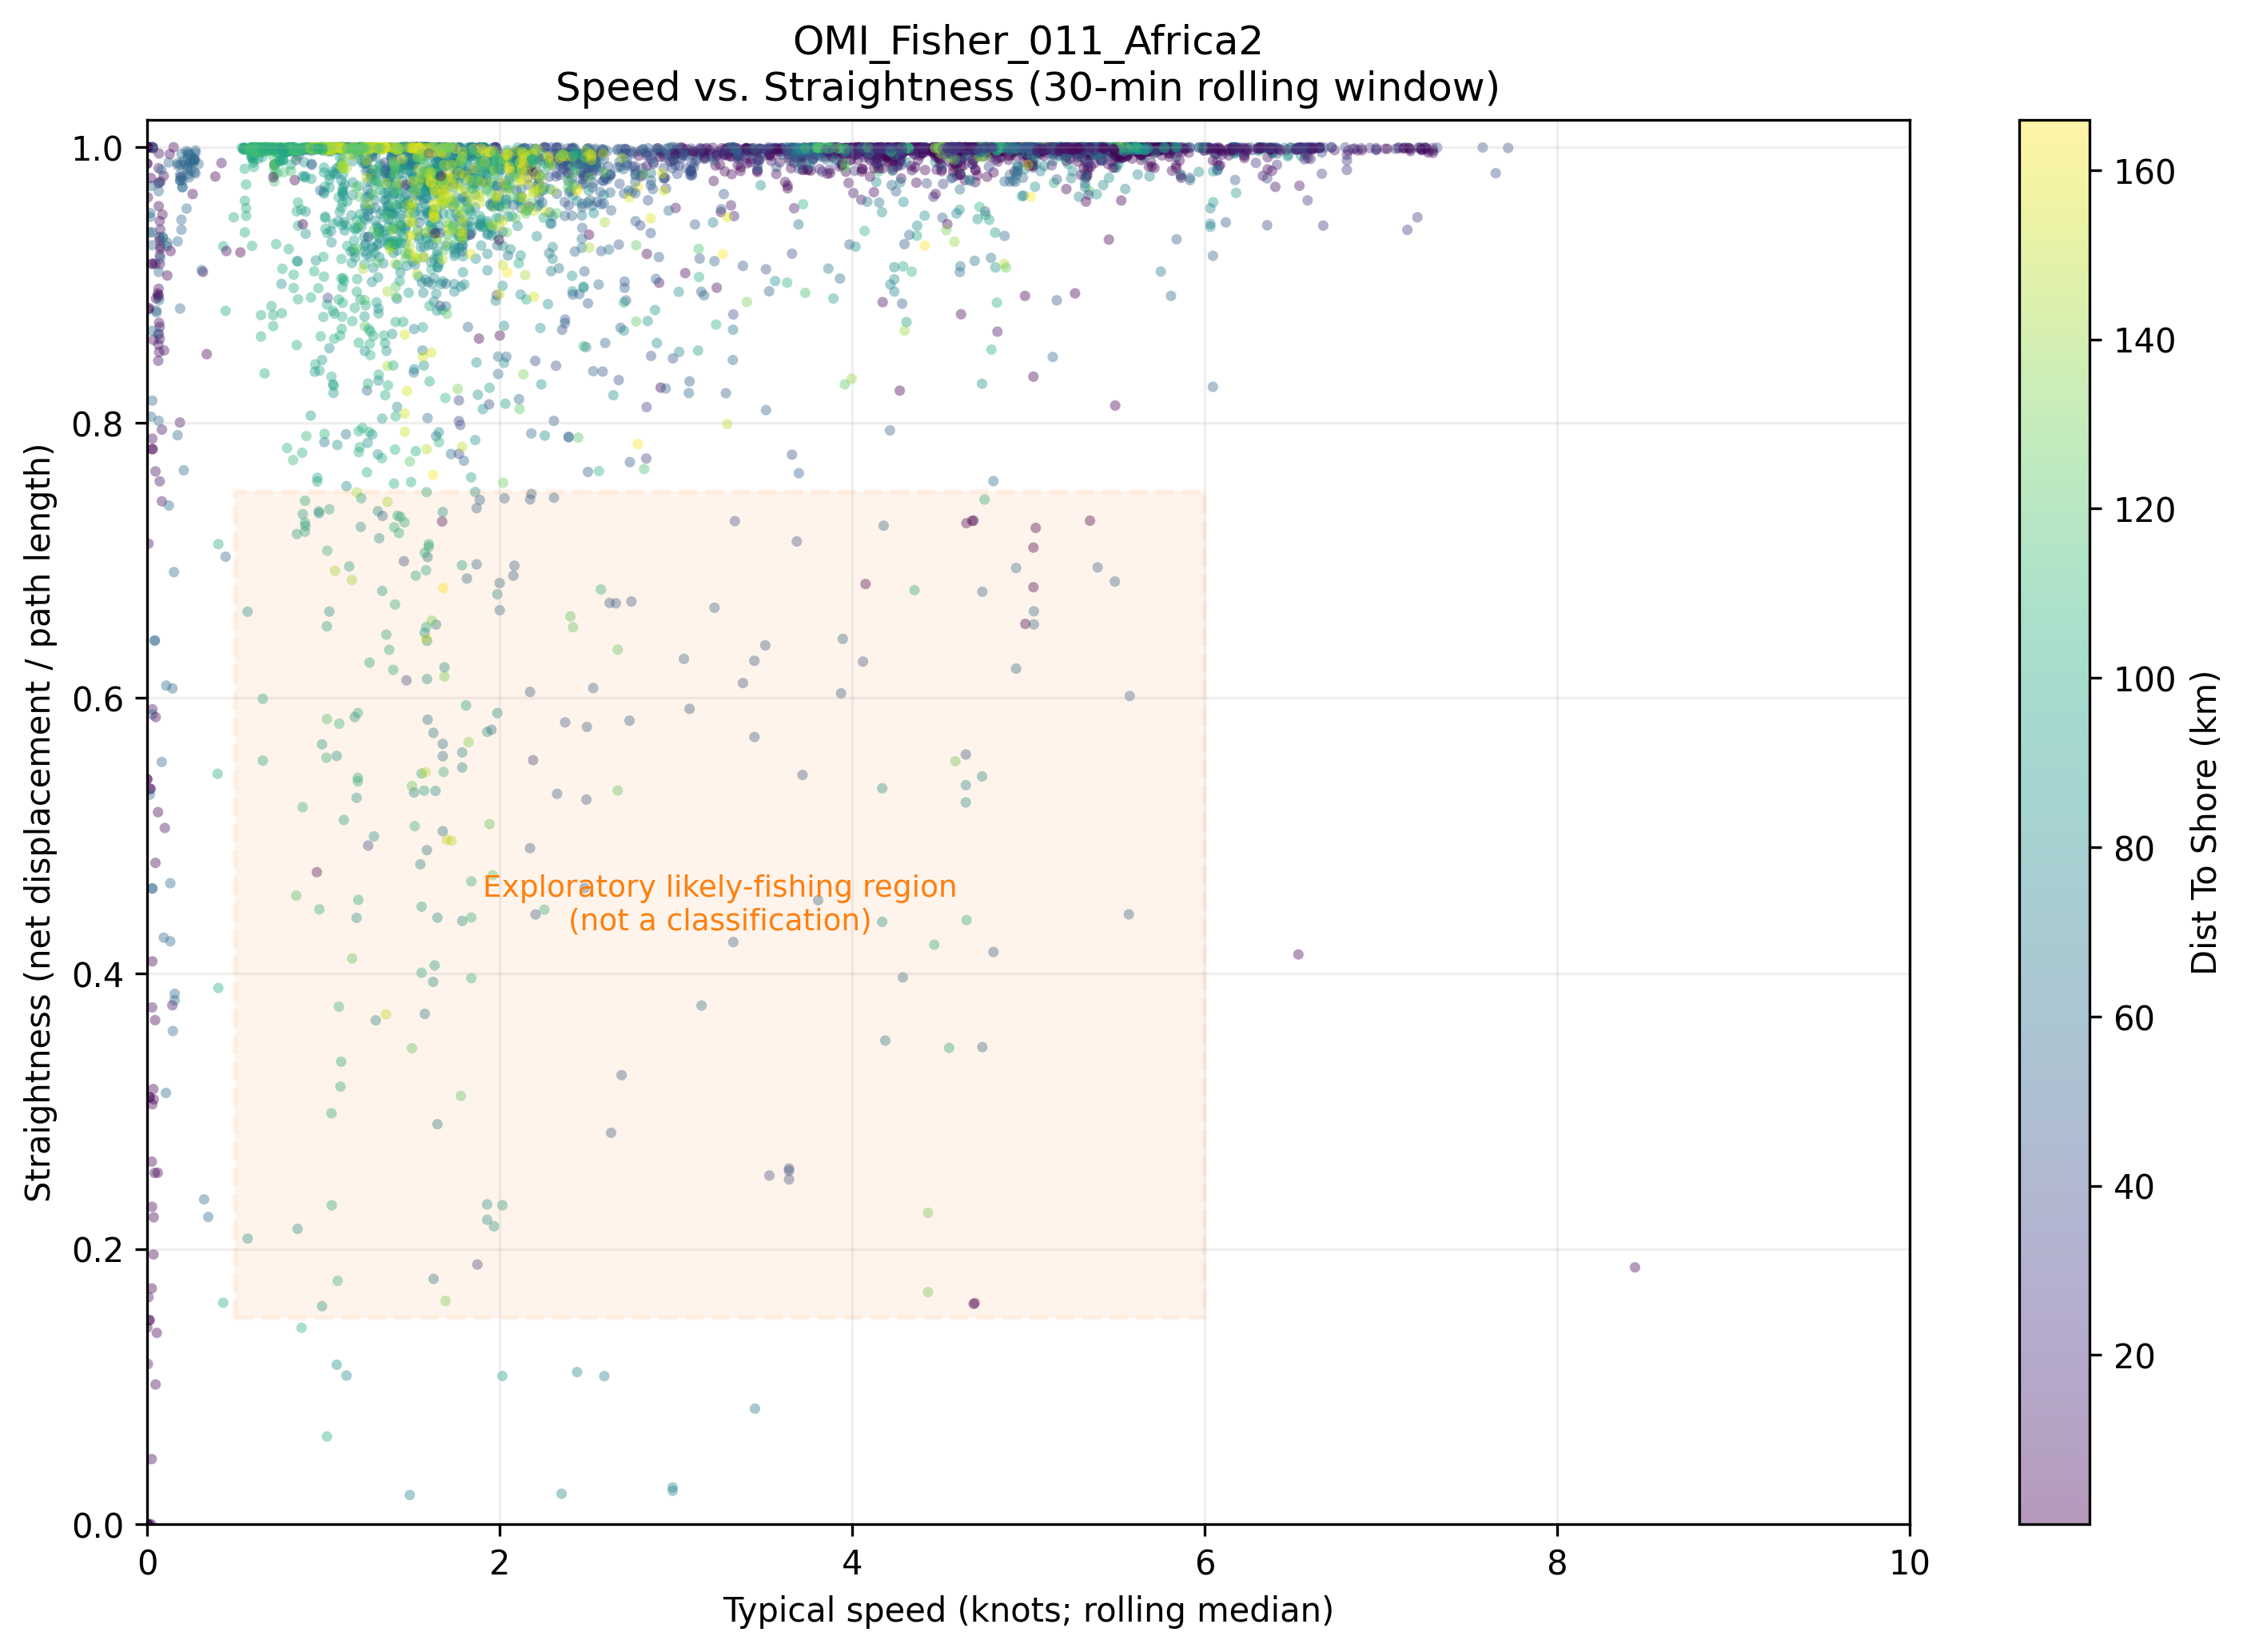 OMI_Fisher_011_Africa2
Speed vs. Straightness (30-min rolling window)
Straightness (net displacement / path length)
1.0
0.8
0.6
0.4
0.2
0.0
Exploratory likely-fishing region
(not a classification)
0
2
4
6
8
10
Typical speed (knots; rolling median)
160
140
120
100
80
60
40
20
Dist To Shore (km)